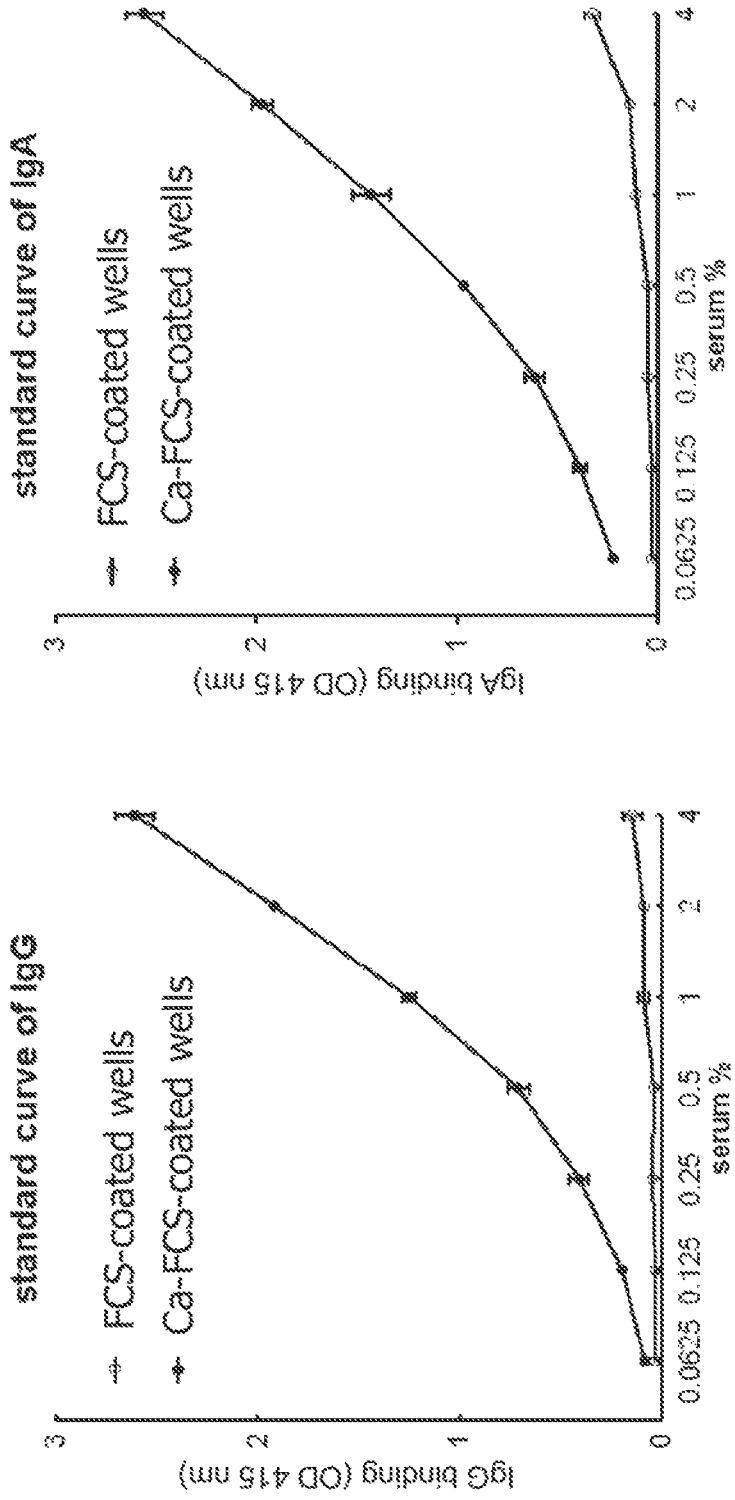 standard curve of IgG
FCS-coated wells
Ca-FCS-coated wells
IgG binding (OD 415 nm)
3
2
1
0
0.0625 0.125 0.25 0.5 1 2 4
serum %
standard curve of IgA
FCS-coated wells
Ca-FCS-coated wells
IgA binding (OD 415 nm)
3
2
1
0
0.0625 0.125 0.25 0.5 1 2 4
serum %